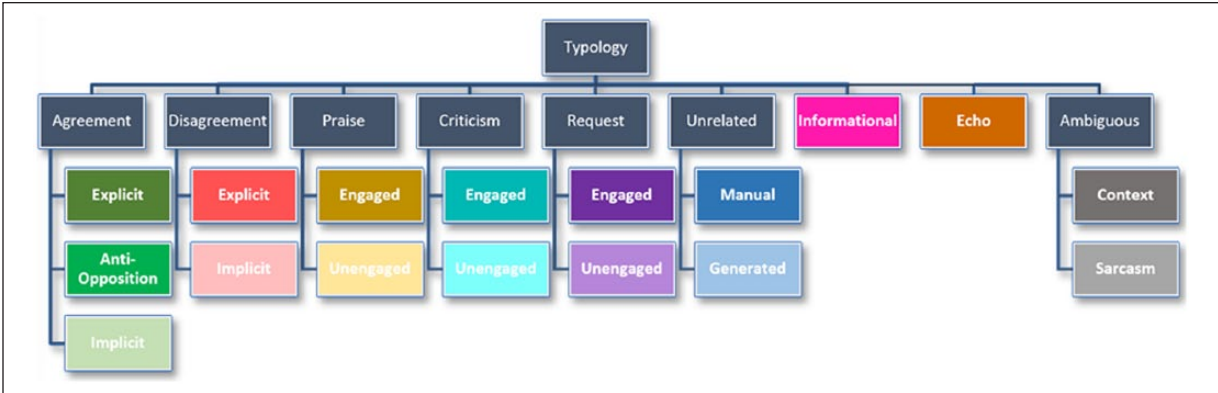 Typology
Agreement
Disagreement
Praise
Criticism
Request
Unrelated
Informational
Echo
Ambiguous
Explicit
Explicit
Engaged
Engaged
Engaged
Manual
Context
Anti-
Opposition
Implicit
Unengaged
Unengaged
Unengaged
Generated
Sarcasm
Implicit